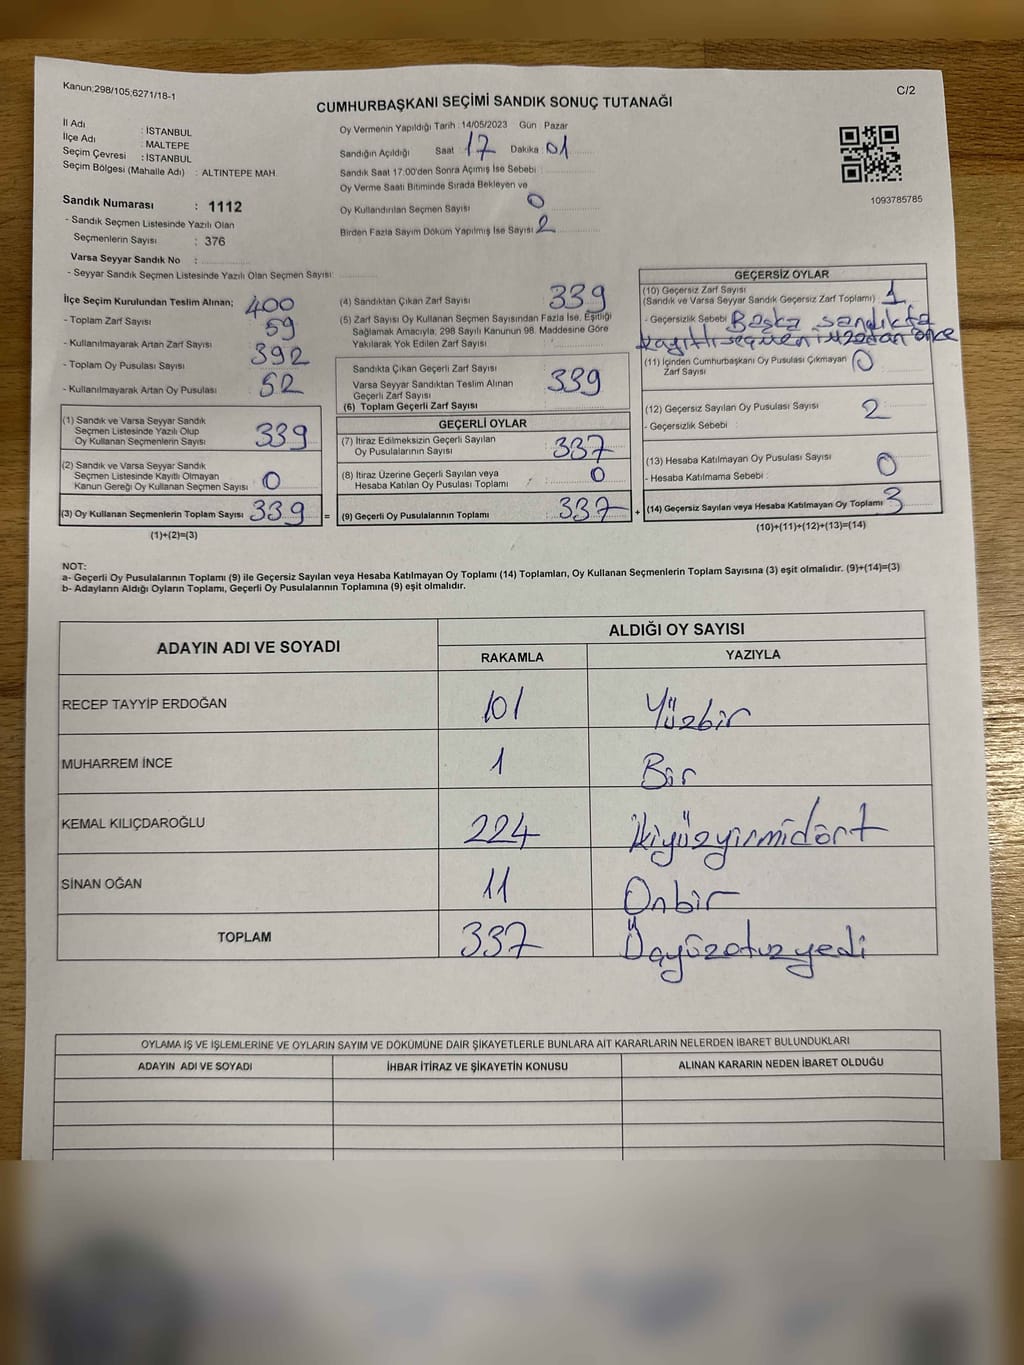 Kanun;298/105,6271/18-1
C/2
CUMHURBAŞKANI SEÇİMİ SANDIK SONUÇ TUTANAĞI
İl Adı : İSTANBUL
İlçe Adı : MALTEPE
Seçim Çevresi : İSTANBUL
Seçim Bölgesi (Mahalle Adı) : ALTINTEPE MAH.
Sandık Numarası : 1112
- Sandık Seçmen Listesinde Yazılı Olan
Seçmenlerin Sayısı : 376
Varsa Seyyar Sandık No :
- Seyyar Sandık Seçmen Listesinde Yazılı Olan Seçmen Sayısı:
Oy Vermenin Yapıldığı Tarih : 14/05/2023 Gün : Pazar
Sandığın Açıldığı Saat : 17 Dakika : 01
Sandık Saat 17:00'den Sonra Açımış İse Sebebi :
Oy Verme Saati Bitiminde Sırada Bekleyen ve
Oy Kullandırılan Seçmen Sayısı 0
Birden Fazla Sayım Döküm Yapılmış İse Sayısı 2
1093785785
İlçe Seçim Kurulundan Teslim Alınan;
- Toplam Zarf Sayısı 400
- Kullanılmayarak Artan Zarf Sayısı 59
- Toplam Oy Pusulası Sayısı 392
- Kullanılmayarak Artan Oy Pusulası 52
(1) Sandık ve Varsa Seyyar Sandık
Seçmen Listesinde Yazılı Olup
Oy Kullanan Seçmenlerin Sayısı 339
(2) Sandık ve Varsa Seyyar Sandık
Seçmen Listesinde Kayıtlı Olmayan
Kanun Gereği Oy Kullanan Seçmen Sayısı 0
(3) Oy Kullanan Seçmenlerin Toplam Sayısı 339 =
(1)+(2)=(3)
(4) Sandıktan Çıkan Zarf Sayısı 339
(5) Zarf Sayısı Oy Kullanan Seçmen Sayısından Fazla İse, Eşitliği
Sağlamak Amacıyla, 298 Sayılı Kanunun 98. Maddesine Göre
Yakılarak Yok Edilen Zarf Sayısı :
Sandıkta Çıkan Geçerli Zarf Sayısı
Varsa Seyyar Sandıktan Teslim Alınan
Geçerli Zarf Sayısı : 339
(6) Toplam Geçerli Zarf Sayısı
GEÇERLİ OYLAR
(7) İtiraz Edilmeksizin Geçerli Sayılan
Oy Pusulalarının Sayısı : 337
(8) İtiraz Üzerine Geçerli Sayılan veya
Hesaba Katılan Oy Pusulası Toplamı : 0
(9) Geçerli Oy Pusulalarının Toplamı : 337 +
GEÇERSİZ OYLAR
(10) Geçersiz Zarf Sayısı
(Sandık ve Varsa Seyyar Sandık Geçersiz Zarf Toplamı) : 1
- Geçersizlik Sebebi : Başka sandıkta
kayıtlı seçmeni
(11) İçinden Cumhurbaşkanı Oy Pusulası Çıkmayan
Zarf Sayısı 0
(12) Geçersiz Sayılan Oy Pusulası Sayısı 2
- Geçersizlik Sebebi :
(13) Hesaba Katılmayan Oy Pusulası Sayısı 0
- Hesaba Katılmama Sebebi :
(14) Geçersiz Sayılan veya Hesaba Katılmayan Oy Toplamı 3
(10)+(11)+(12)+(13)=(14)
NOT:
a- Geçerli Oy Pusulalarının Toplamı (9) ile Geçersiz Sayılan veya Hesaba Katılmayan Oy Toplamı (14) Toplamları, Oy Kullanan Seçmenlerin Toplam Sayısına (3) eşit olmalıdır. (9)+(14)=(3)
b- Adayların Aldığı Oyların Toplamı, Geçerli Oy Pusulalarının Toplamına (9) eşit olmalıdır.
ADAYIN ADI VE SOYADI
ALDIĞI OY SAYISI
RAKAMLA YAZIYLA
RECEP TAYYİP ERDOĞAN 101 Yüzbir
MUHARREM İNCE 1 Bir
KEMAL KILIÇDAROĞLU 224 ikiyüzyirmidört
SİNAN OĞAN 11 Onbir
TOPLAM 337 Üçyüzotuzyedi
OYLAMA İŞ VE İŞLEMLERİNE VE OYLARIN SAYIM VE DÖKÜMÜNE DAİR ŞİKAYETLERLE BUNLARA AİT KARARLARIN NELERDEN İBARET BULUNDUKLARI
ADAYIN ADI VE SOYADI İHBAR İTİRAZ VE ŞİKAYETİN KONUSU ALINAN KARARIN NEDEN İBARET OLDUĞU